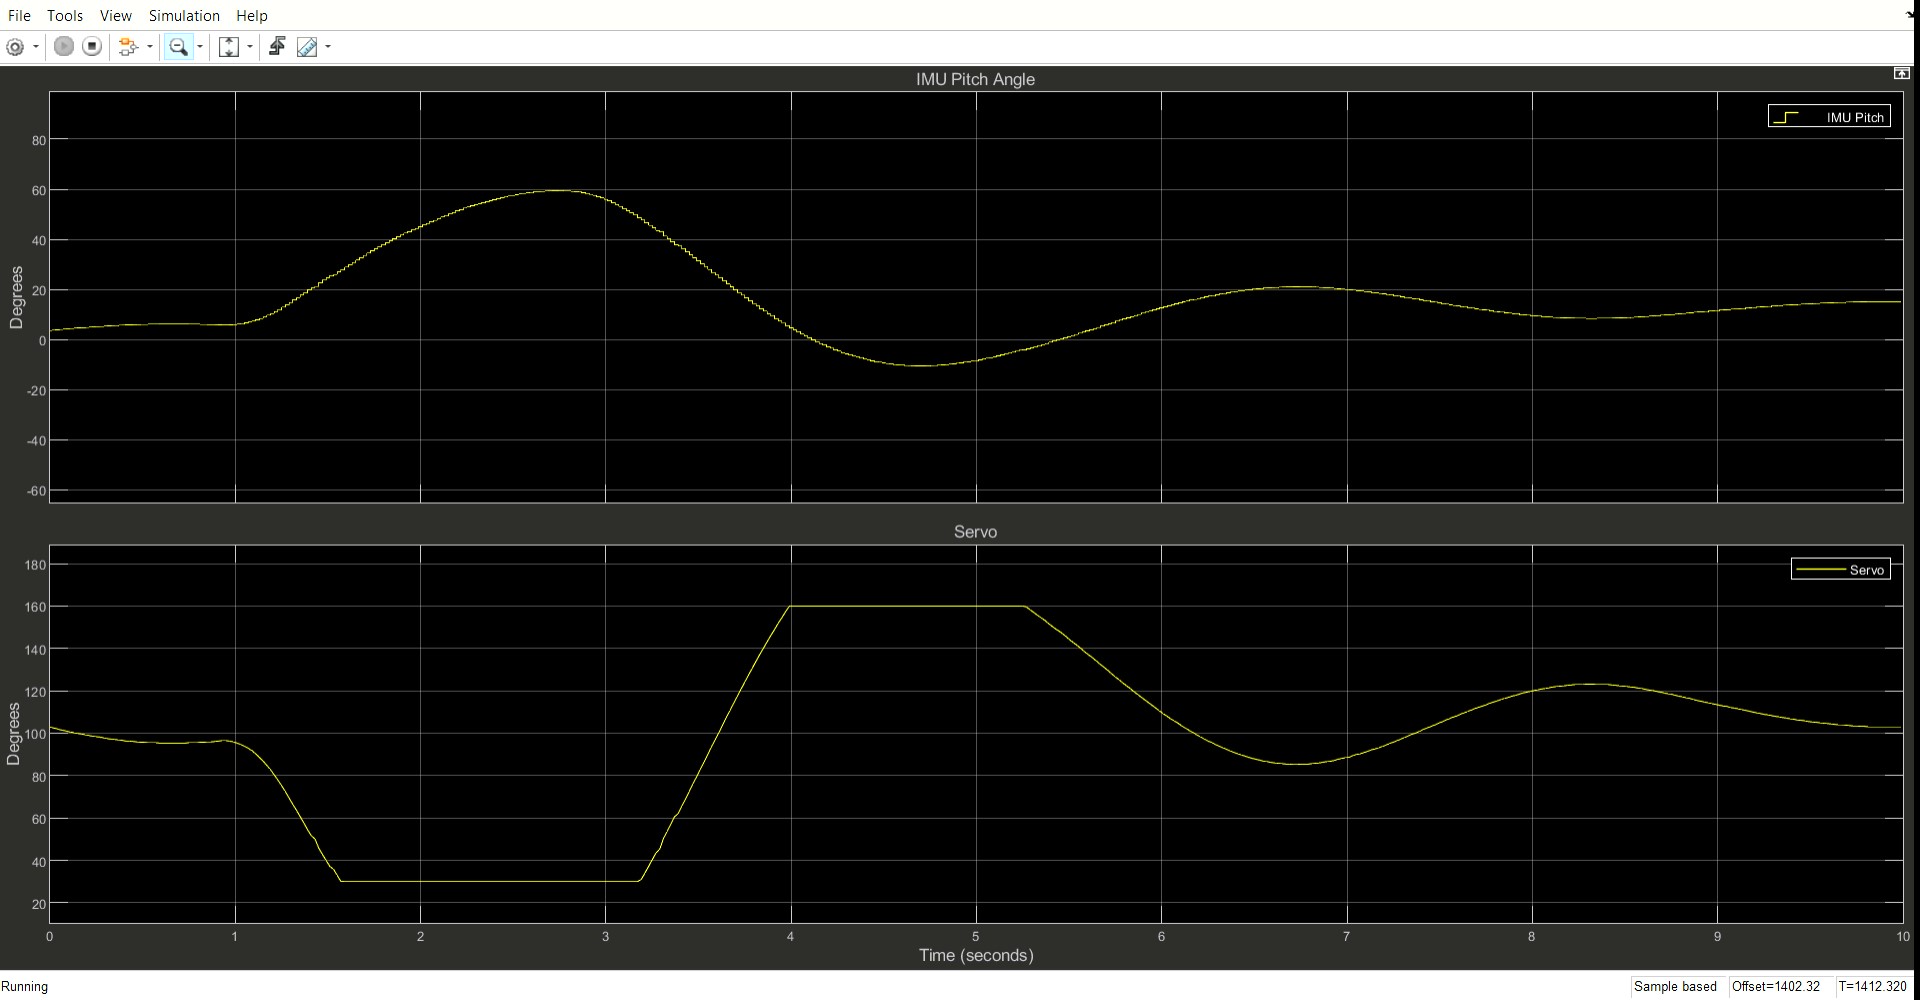 File Tools View Simulation Help
IMU Pitch Angle
IMU Pitch
Degrees
80
60
40
20
0
-20
-40
-60
Servo
Servo
Degrees
180
160
140
120
100
80
60
40
20
0 1 2 3 4 5 6 7 8 9 10
Time (seconds)
Running Sample based Offset=1402.32 T=1412.320